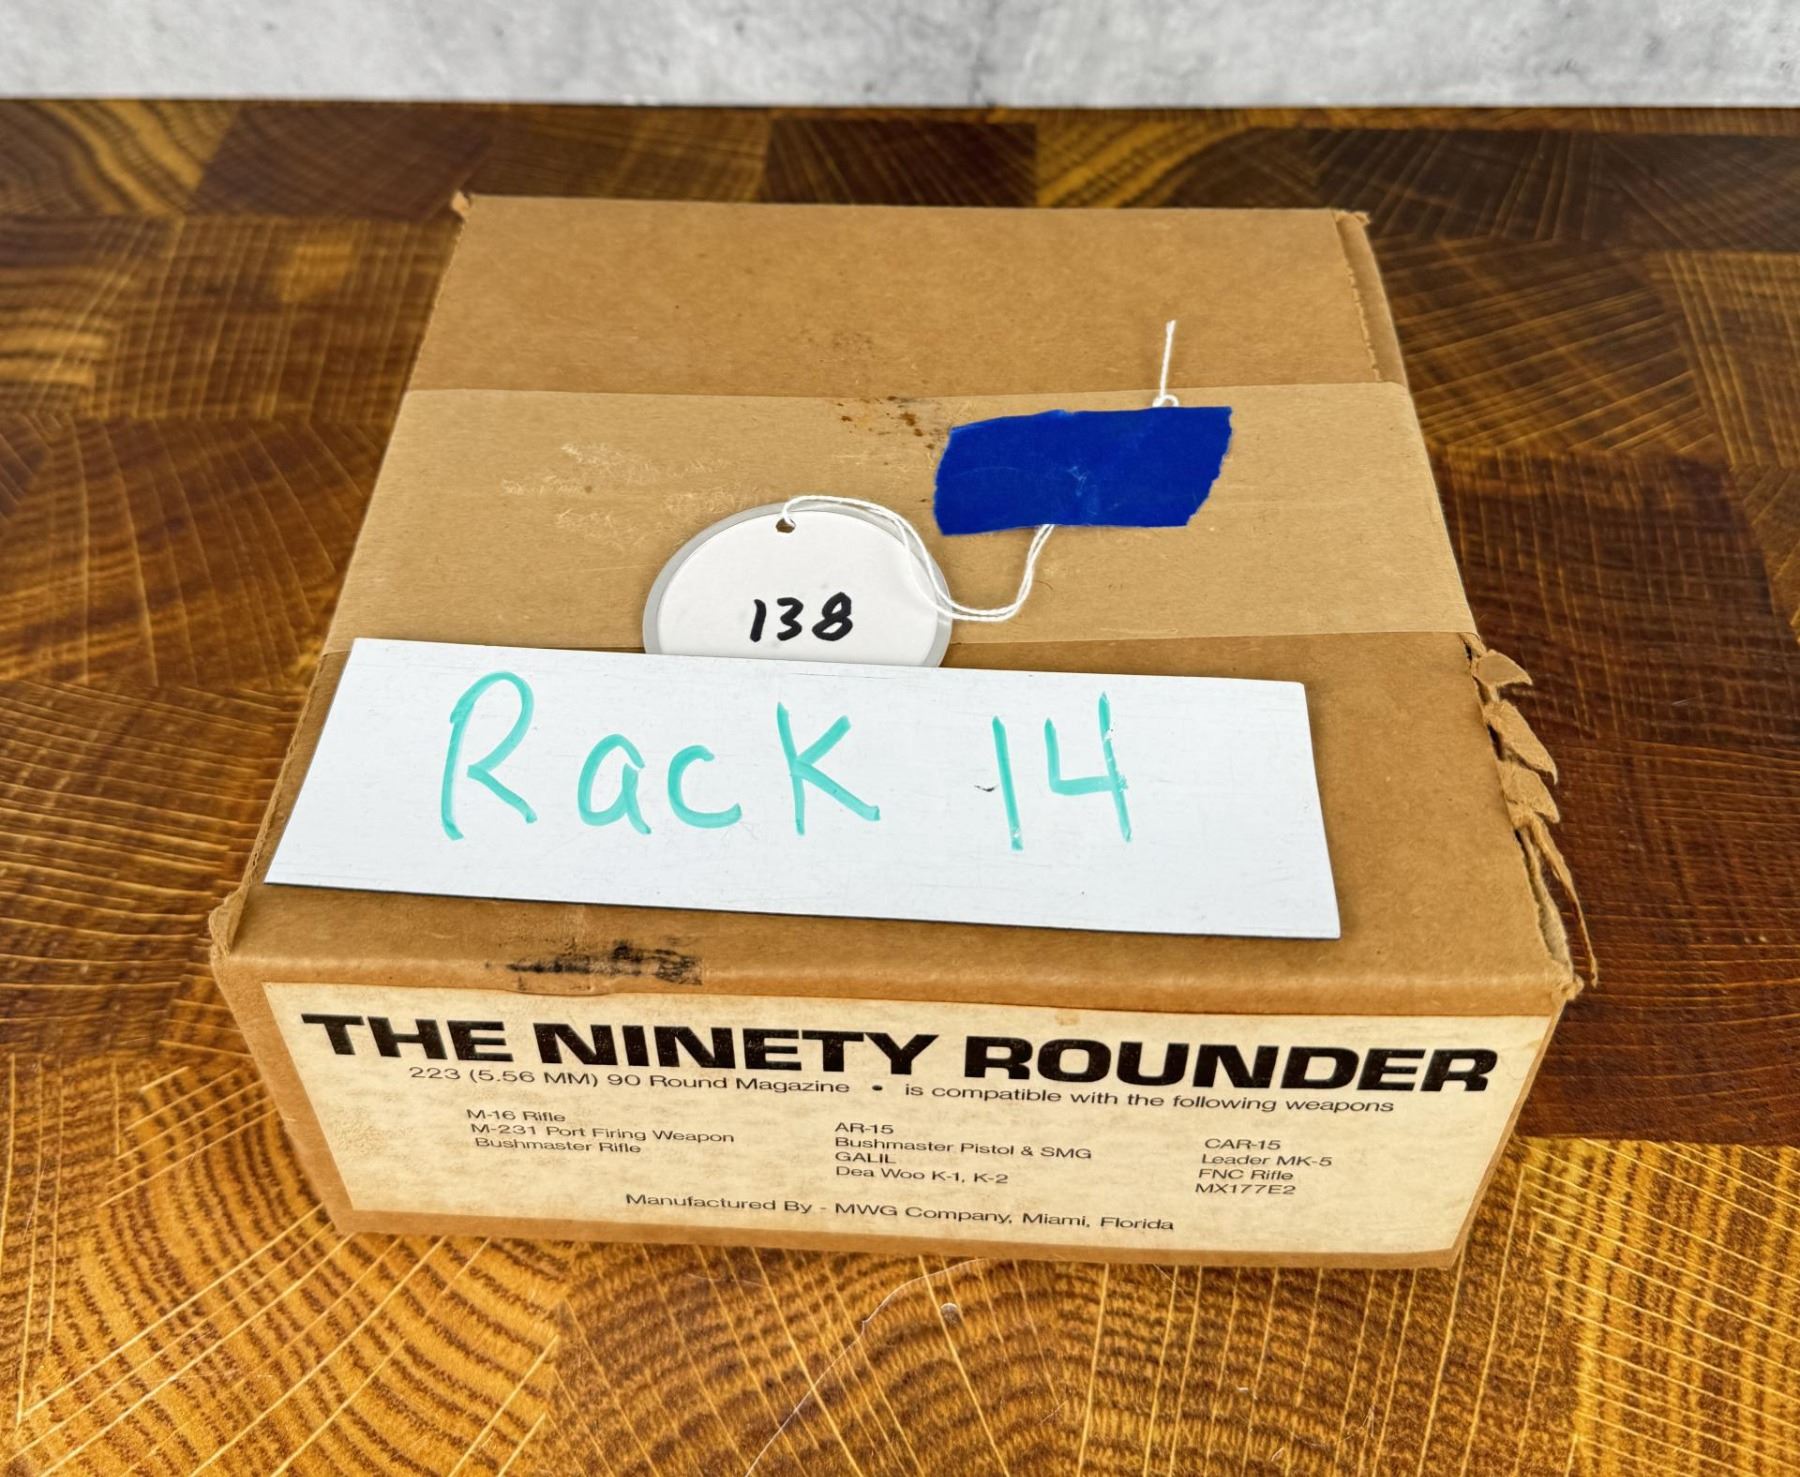 138
Rack 14
THE NINETY ROUNDER
223 (5.56 MM) 90 Round Magazine • is compatible with the following weapons
M-16 Rifle
M-231 Port Firing Weapon
Bushmaster Rifle
AR-15
Bushmaster Pistol & SMG
GALIL
Dea Woo K-1, K-2
CAR-15
Leader MK-5
FNC Rifle
MX177E2
Manufactured By - MWG Company, Miami, Florida